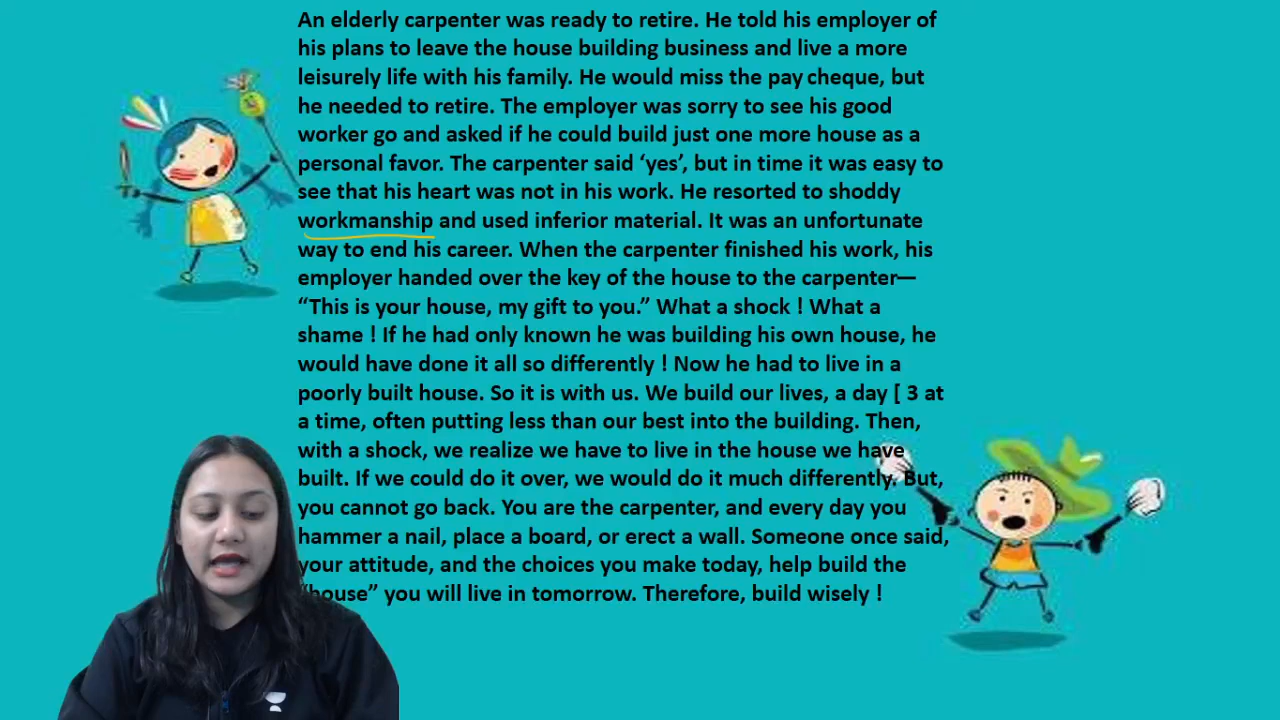 An elderly carpenter was ready to retire. He told his employer of
his plans to leave the house building business and live a more
leisurely life with his family. He would miss the pay cheque, but
he needed to retire. The employer was sorry to see his good
worker go and asked if he could build just one more house as a
personal favor. The carpenter said ‘yes’, but in time it was easy to
see that his heart was not in his work. He resorted to shoddy
workmanship and used inferior material. It was an unfortunate
way to end his career. When the carpenter finished his work, his
employer handed over the key of the house to the carpenter—
“This is your house, my gift to you.” What a shock ! What a
shame ! If he had only known he was building his own house, he
would have done it all so differently ! Now he had to live in a
poorly built house. So it is with us. We build our lives, a day [ 3 at
a time, often putting less than our best into the building. Then,
with a shock, we realize we have to live in the house we have
built. If we could do it over, we would do it much differently. But,
you cannot go back. You are the carpenter, and every day you
hammer a nail, place a board, or erect a wall. Someone once said,
your attitude, and the choices you make today, help build the
“house” you will live in tomorrow. Therefore, build wisely !